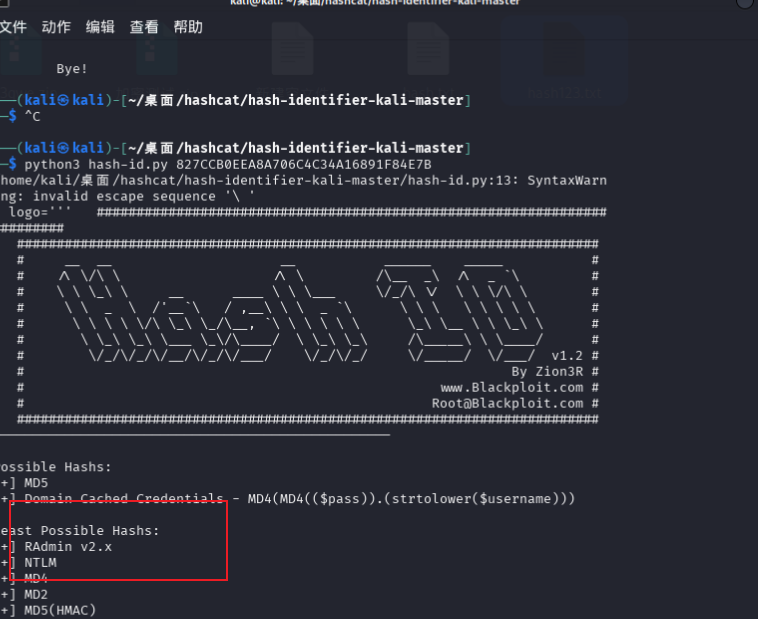 kali@kali: ~/桌面/hashcat/hash-identifier-kali-master
文件 动作 编辑 查看 帮助
Bye!
(kali㉿kali)-[~/桌面/hashcat/hash-identifier-kali-master]
$ ^C
(kali㉿kali)-[~/桌面/hashcat/hash-identifier-kali-master]
$ python3 hash-id.py 827CCB0EEA8A706C4C34A16891F84E7B
home/kali/桌面/hashcat/hash-identifier-kali-master/hash-id.py:13: SyntaxWarn
ng: invalid escape sequence '\ '
logo=''' ###################################################################
########
############################################################################
v1.2 #
# By Zion3R #
# www.Blackploit.com #
# Root@Blackploit.com #
############################################################################
ossible Hashs:
+] MD5
+] Domain Cached Credentials - MD4(MD4(($pass)).(strtolower($username)))
east Possible Hashs:
+] RAdmin v2.x
+] NTLM
+] MD4
+] MD2
+] MD5(HMAC)